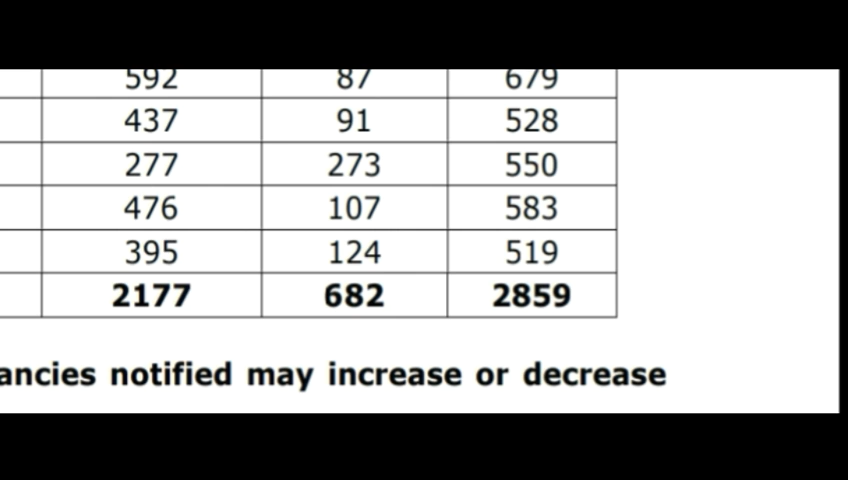 592 87 679
437 91 528
277 273 550
476 107 583
395 124 519
2177 682 2859
ancies notified may increase or decrease